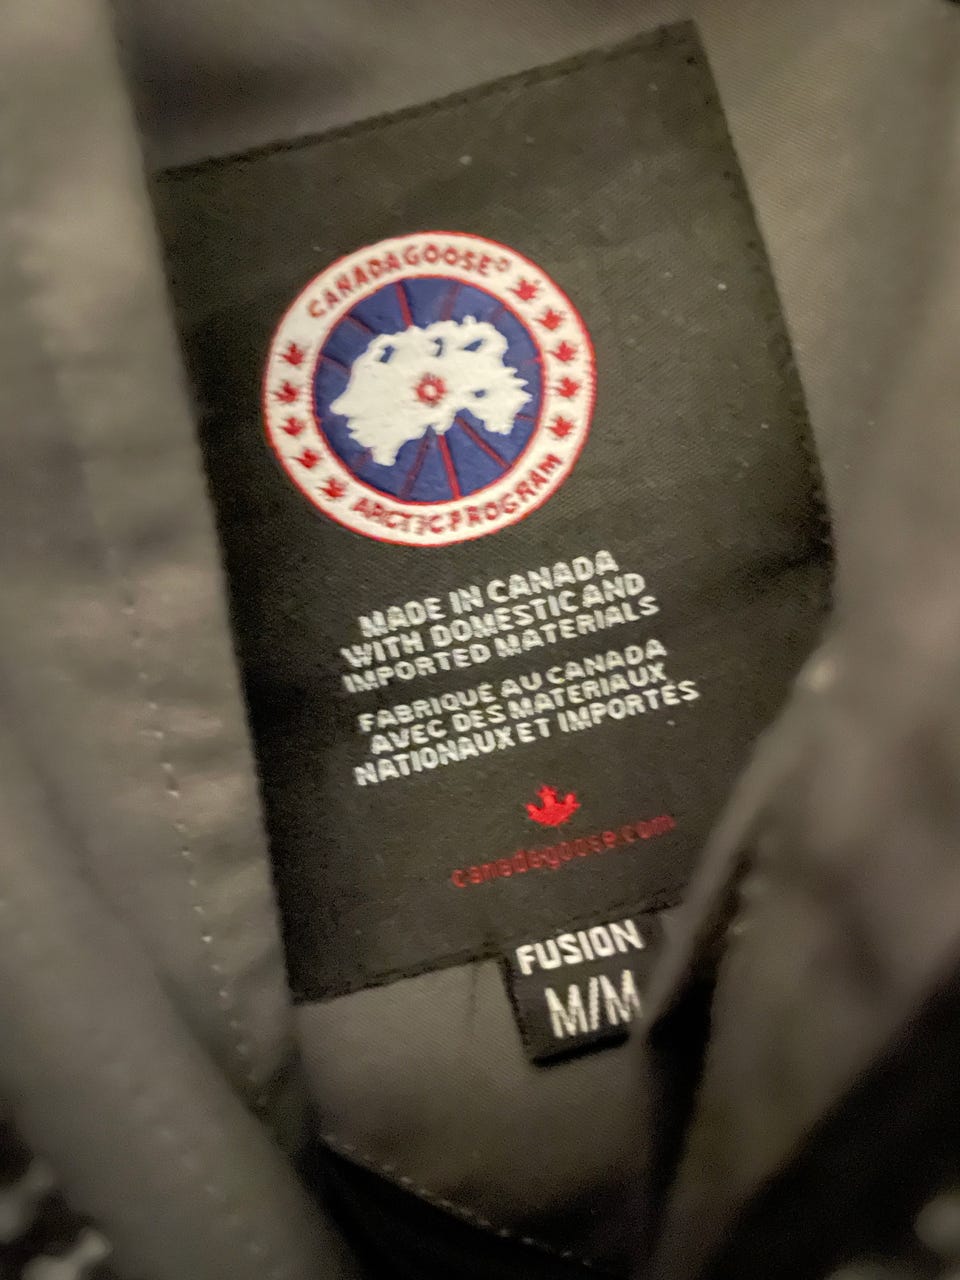 CANADA GOOSE®
ARCTIC PROGRAM
MADE IN CANADA
WITH DOMESTIC AND
IMPORTED MATERIALS
FABRIQUE AU CANADA
AVEC DES MATERIAUX
NATIONAUX ET IMPORTÉS
canadagoose.com
FUSION
M/M